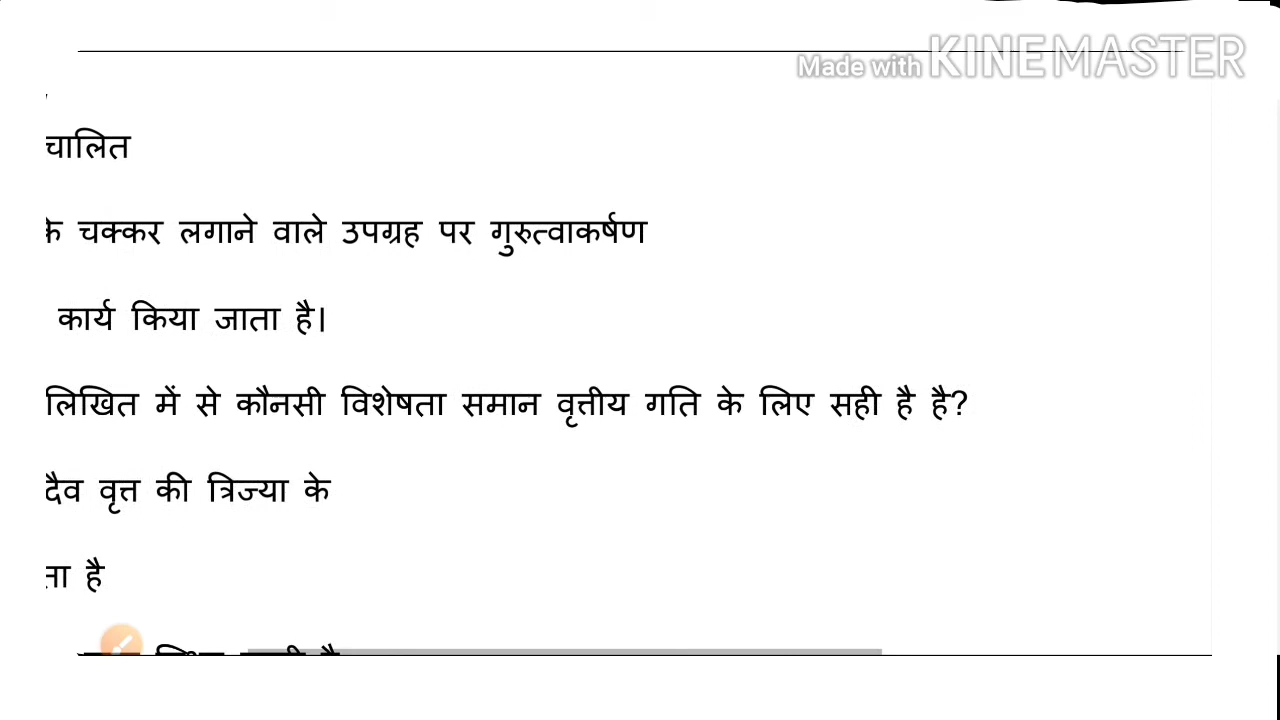 Made with KINEMASTER
चालित
के चक्कर लगाने वाले उपग्रह पर गुरुत्वाकर्षण
कार्य किया जाता है।
लिखित में से कौनसी विशेषता समान वृत्तीय गति के लिए सही है है?
दैव वृत्त की त्रिज्या के
ता है